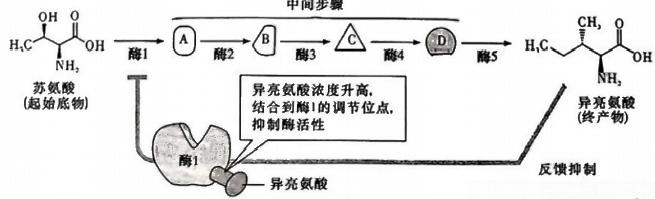 中间步骤
OH
O
H₃C
OH
NH₂
苏氨酸
(起始底物)
酶1
A
酶2
B
酶3
C
酶4
D
酶5
CH₃
O
H₃C
OH
NH₂
异亮氨酸
(终产物)
异亮氨酸浓度升高,
结合到酶1的调节位点,
抑制酶活性
酶1
异亮氨酸
反馈抑制